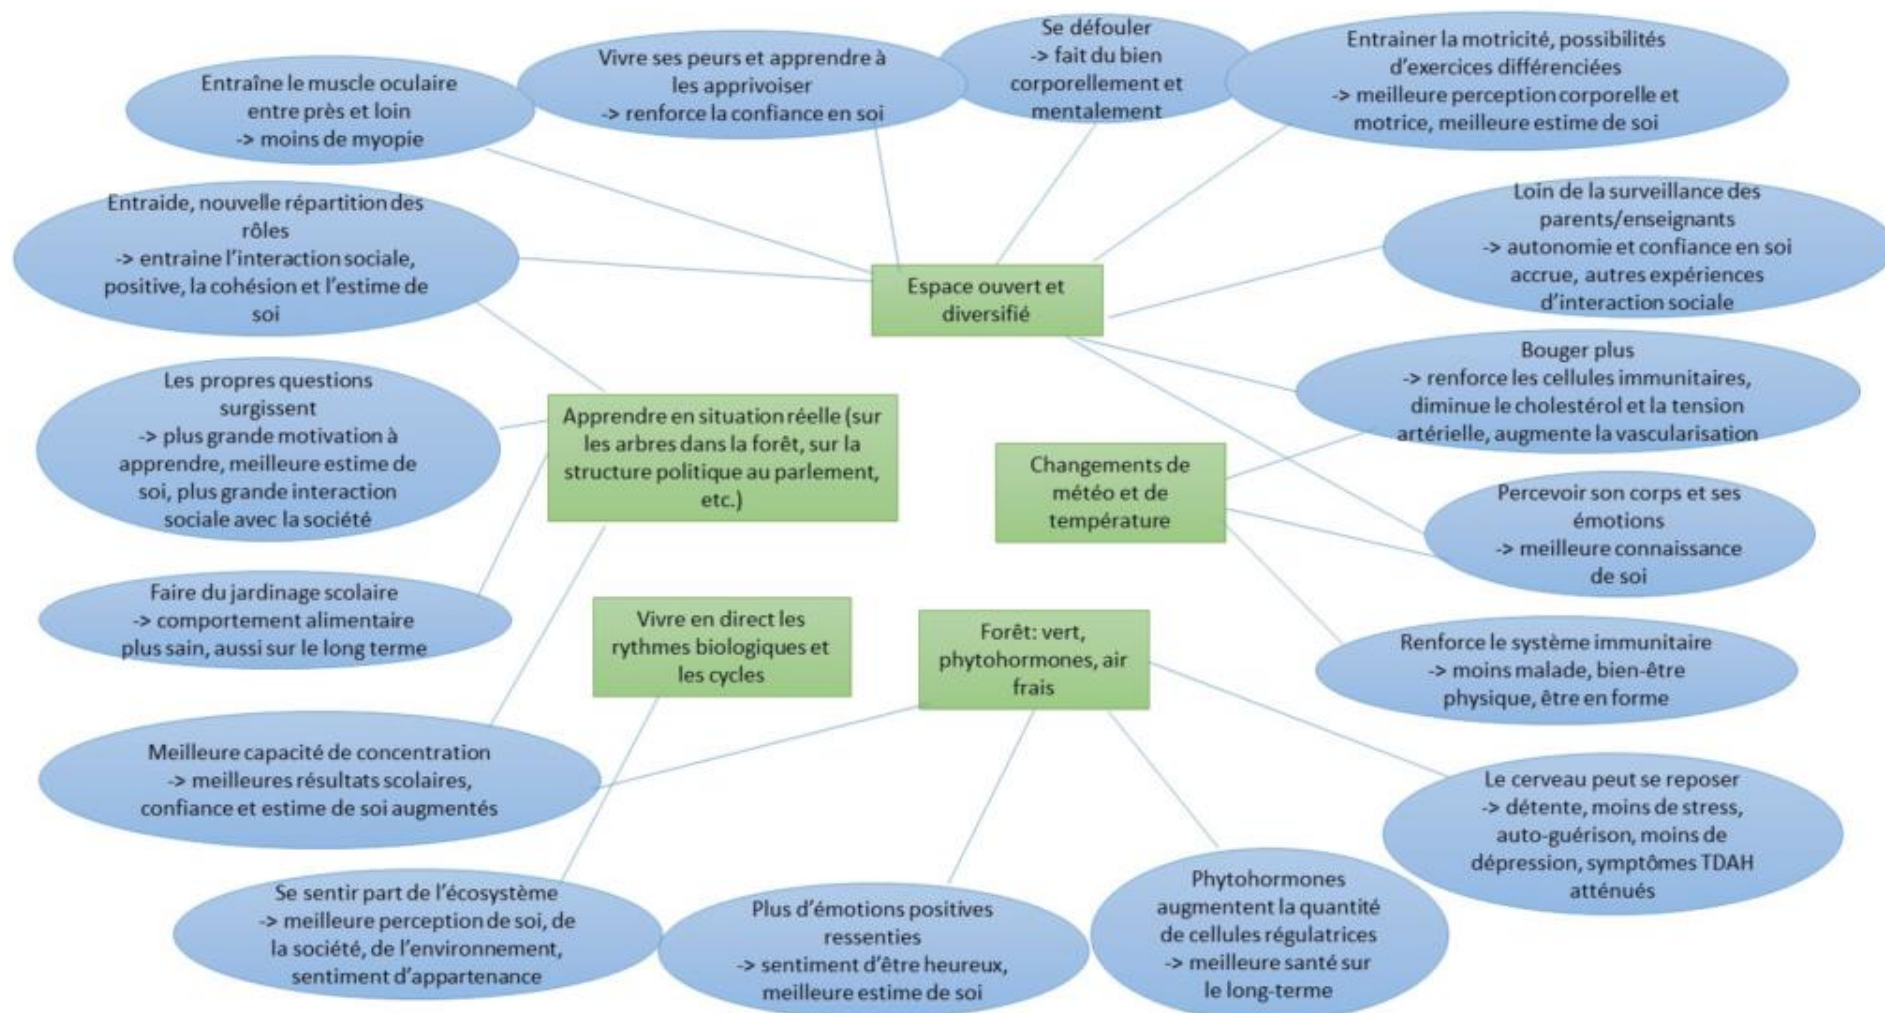 Se défouler
-> fait du bien
corporellement et
mentalement
Entrainer la motricité, possibilités
d'exercices différenciées
-> meilleure perception corporelle et
motrice, meilleure estime de soi
Vivre ses peurs et apprendre à
les apprivoiser
-> renforce la confiance en soi
Entraîne le muscle oculaire
entre près et loin
-> moins de myopie
Entraide, nouvelle répartition des
rôles
-> entraine l'interaction sociale,
positive, la cohésion et l'estime de
soi
Loin de la surveillance des
parents/enseignants
-> autonomie et confiance en soi
accrue, autres expériences
d'interaction sociale
Espace ouvert et
diversifié
Bouger plus
-> renforce les cellules immunitaires,
diminue le cholestérol et la tension
artérielle, augmente la vascularisation
Les propres questions
surgissent
-> plus grande motivation à
apprendre, meilleure estime de
soi, plus grande interaction
sociale avec la société
Apprendre en situation réelle (sur
les arbres dans la forêt, sur la
structure politique au parlement,
etc.)
Changements de
météo et de
température
Percevoir son corps et ses
émotions
-> meilleure connaissance
de soi
Faire du jardinage scolaire
-> comportement alimentaire
plus sain, aussi sur le long terme
Vivre en direct les
rythmes biologiques et
les cycles
Forêt: vert,
phytohormones, air
frais
Renforce le système immunitaire
-> moins malade, bien-être
physique, être en forme
Meilleure capacité de concentration
-> meilleures résultats scolaires,
confiance et estime de soi augmentés
Le cerveau peut se reposer
-> détente, moins de stress,
auto-guérison, moins de
dépression, symptômes TDAH
atténués
Se sentir part de l'écosystème
-> meilleure perception de soi, de
la société, de l'environnement,
sentiment d'appartenance
Plus d'émotions positives
ressenties
-> sentiment d'être heureux,
meilleure estime de soi
Phytohormones
augmentent la quantité
de cellules régulatrices
-> meilleure santé sur
le long-terme